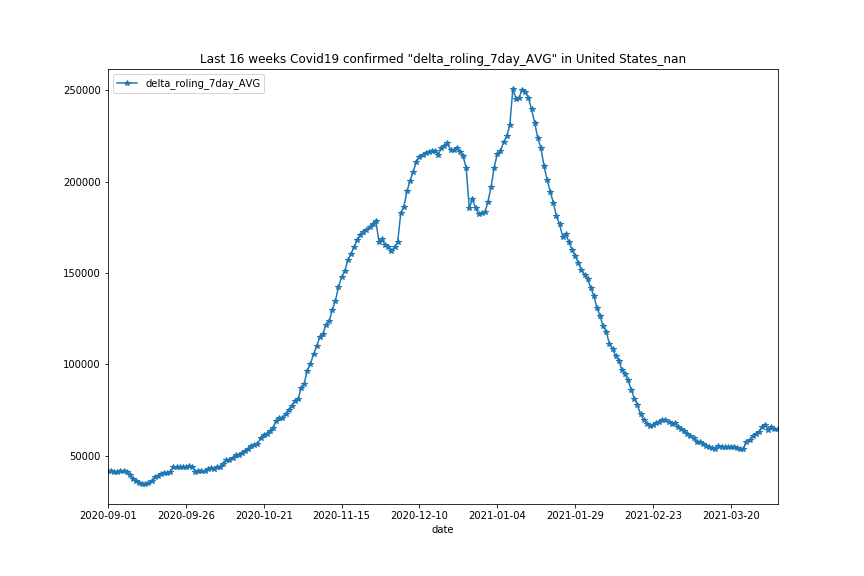 Last 16 weeks Covid19 confirmed "delta_roling_7day_AVG" in United States_nan
delta_roling_7day_AVG
250000
200000
150000
100000
50000
2020-09-01 2020-09-26 2020-10-21 2020-11-15 2020-12-10 2021-01-04 2021-01-29 2021-02-23 2021-03-20
date